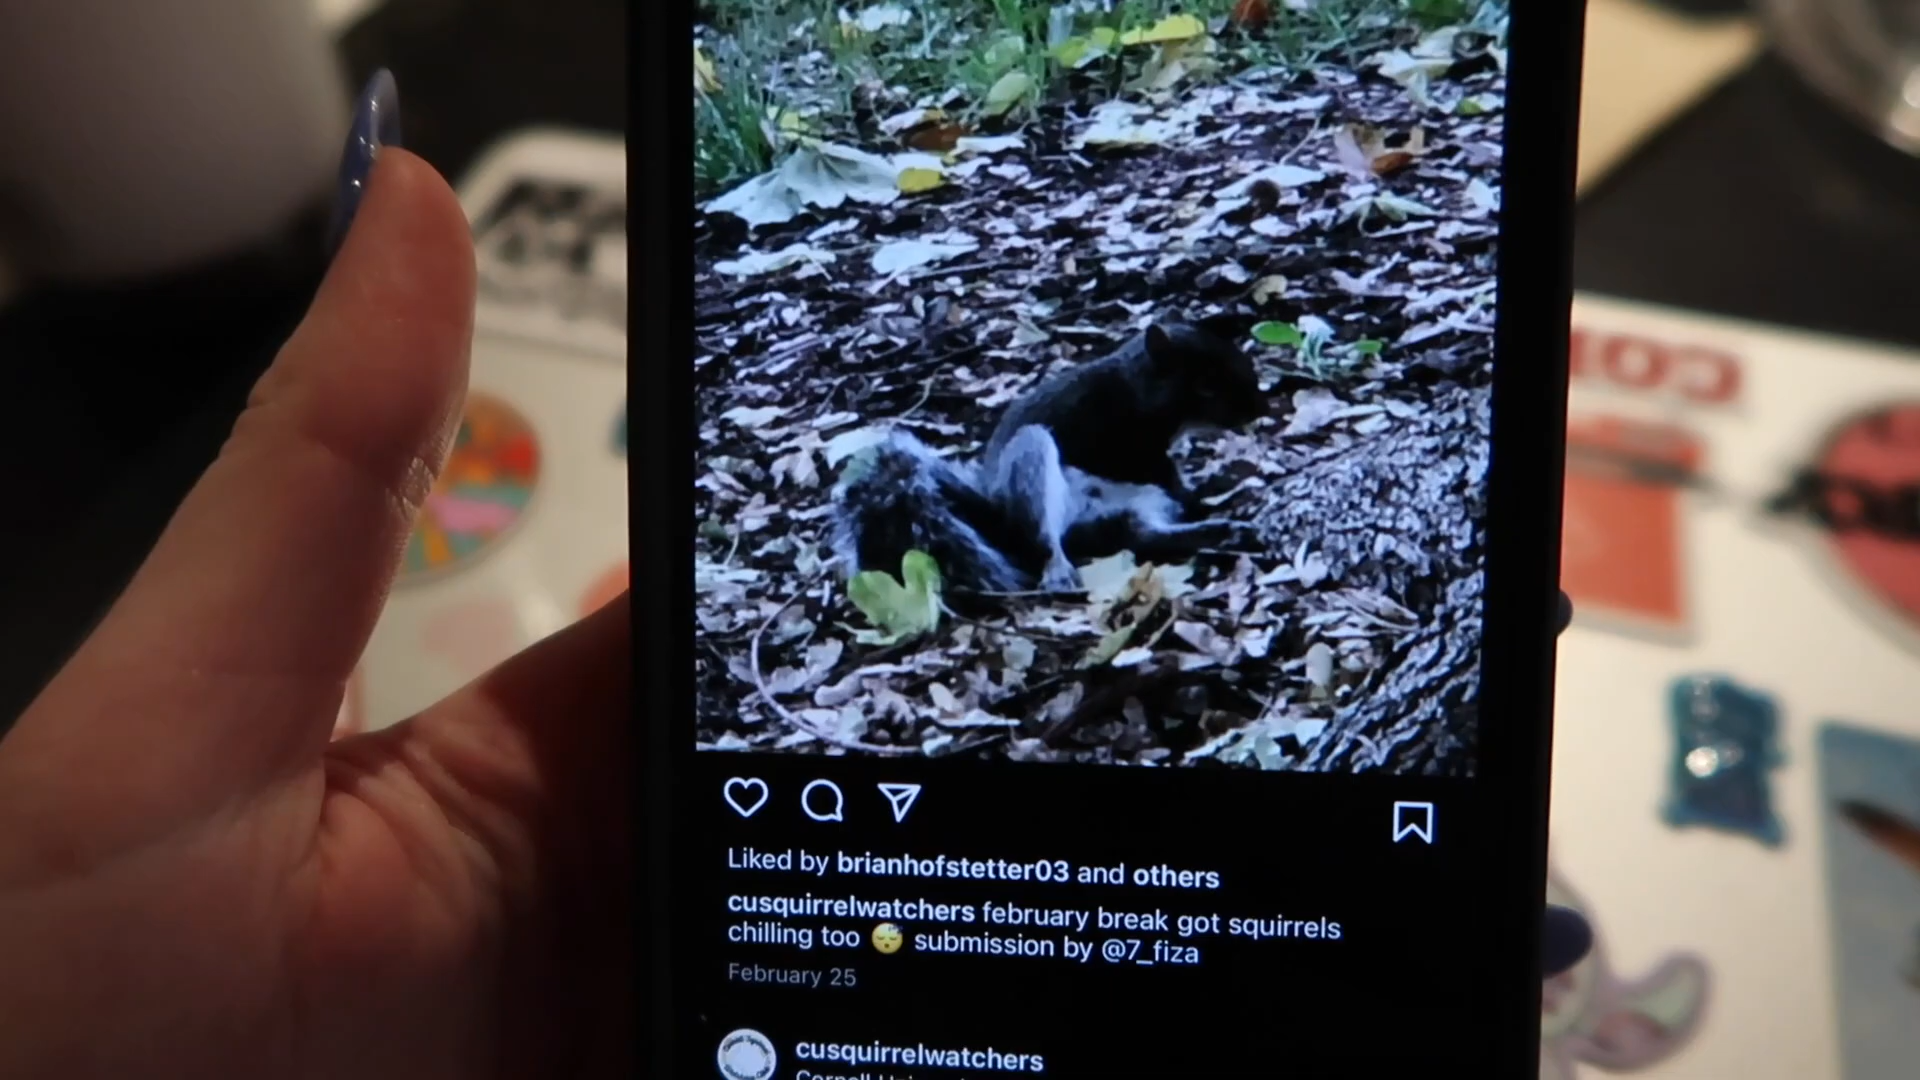 Liked by brianhofstetter03 and others
cusquirrelwatchers february break got squirrels
chilling too 😴 submission by @7_fiza
February 25
cusquirrelwatchers